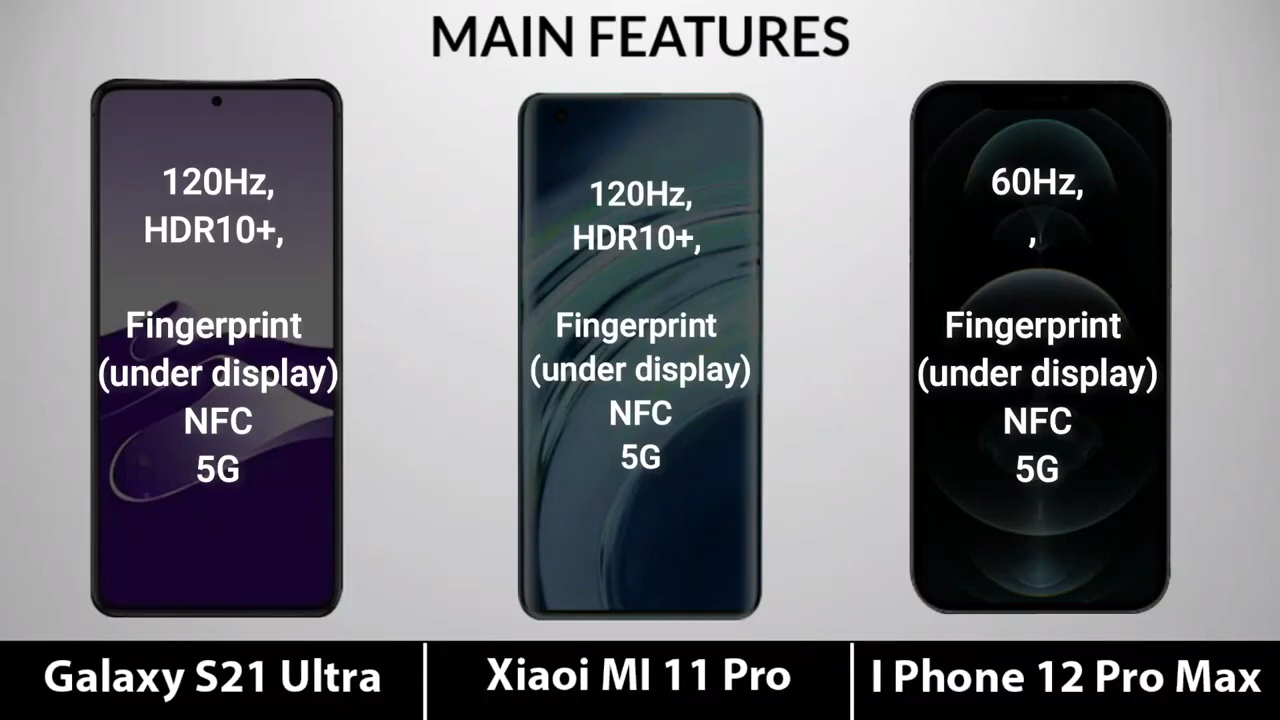 MAIN FEATURES
120Hz,
HDR10+,
Fingerprint
(under display)
NFC
5G
120Hz,
HDR10+,
Fingerprint
(under display)
NFC
5G
60Hz,
,
Fingerprint
(under display)
NFC
5G
Galaxy S21 Ultra
Xiaoi MI 11 Pro
I Phone 12 Pro Max